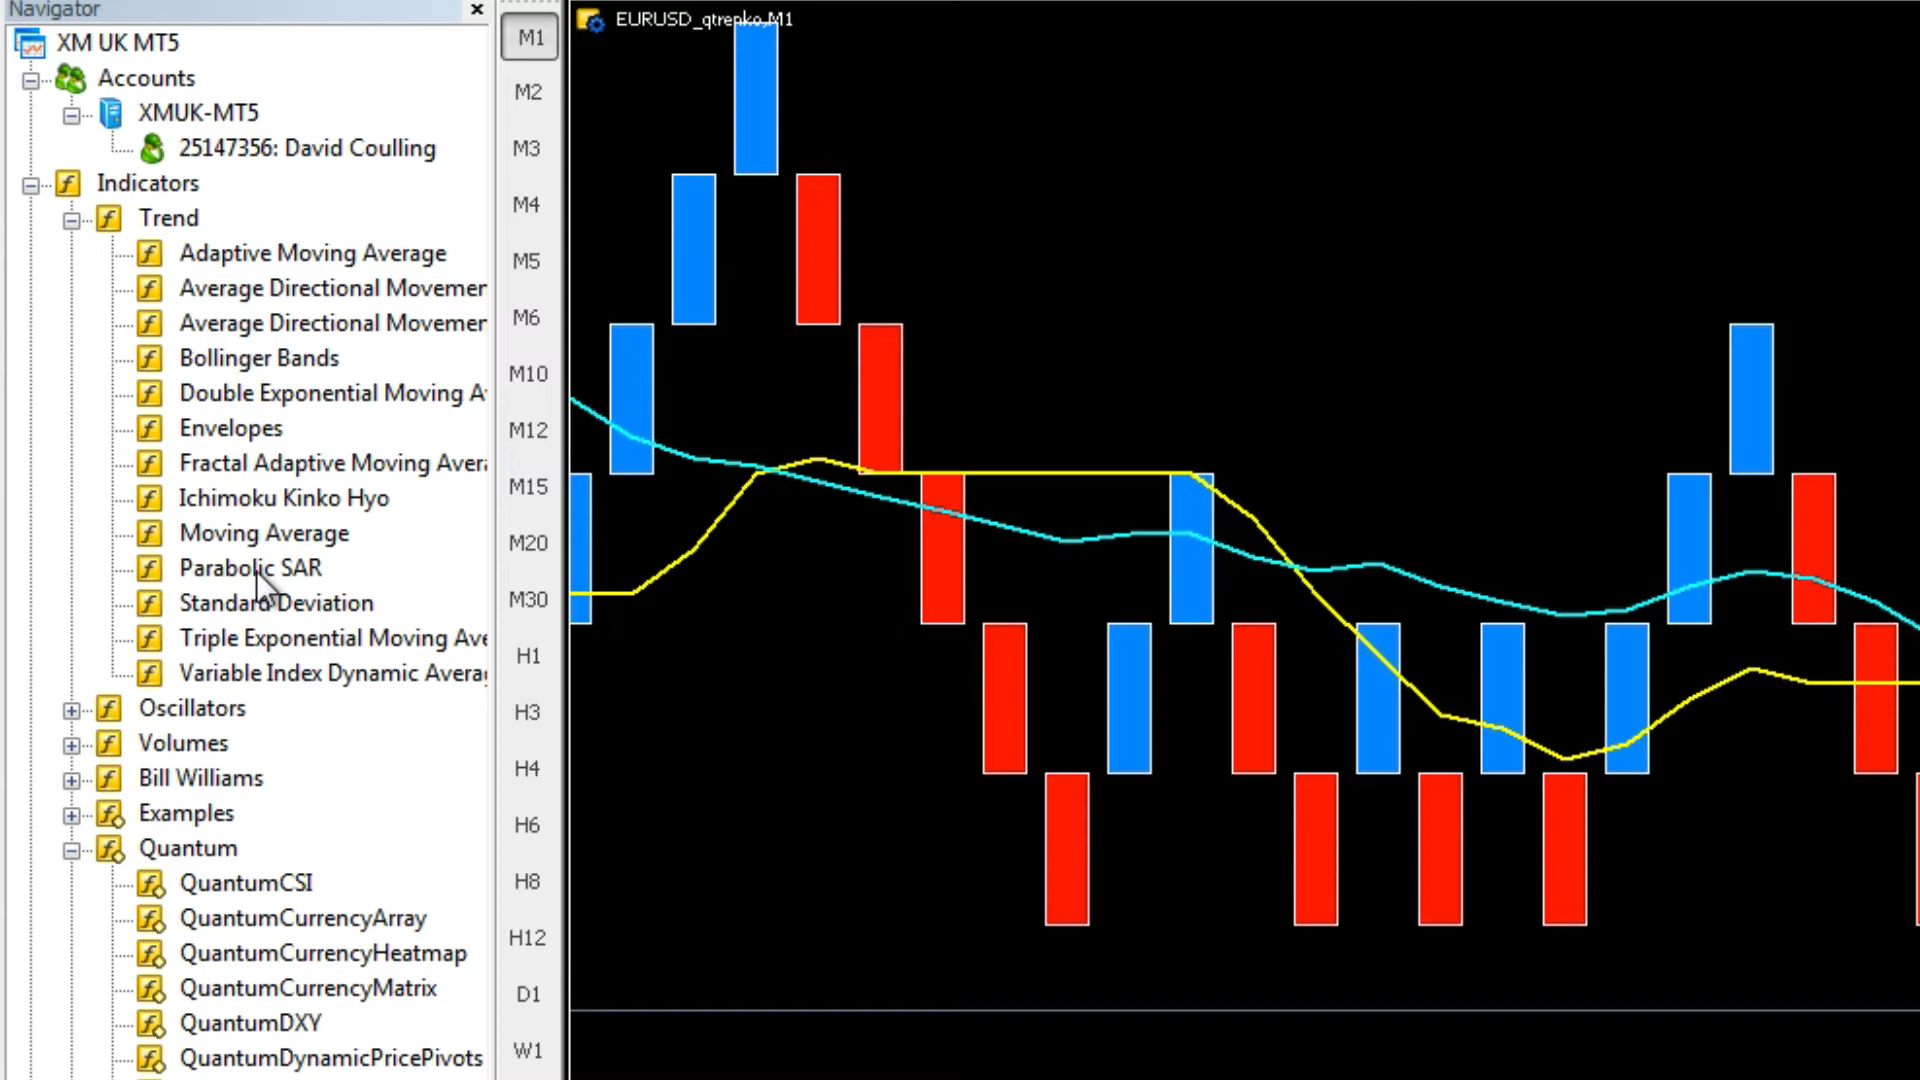 Navigator
XM UK MT5
Accounts
XMUK-MT5
25147356: David Coulling
Indicators
Trend
Adaptive Moving Average
Average Directional Movemen
Average Directional Movemen
Bollinger Bands
Double Exponential Moving A
Envelopes
Fractal Adaptive Moving Aver
Ichimoku Kinko Hyo
Moving Average
Parabolic SAR
Standard Deviation
Triple Exponential Moving Ave
Variable Index Dynamic Avera
Oscillators
Volumes
Bill Williams
Examples
Quantum
QuantumCSI
QuantumCurrencyArray
QuantumCurrencyHeatmap
QuantumCurrencyMatrix
QuantumDXY
QuantumDynamicPricePivots
M1
M2
M3
M4
M5
M6
M10
M12
M15
M20
M30
H1
H3
H4
H6
H8
H12
D1
W1
EURUSD_qtrenko,M1